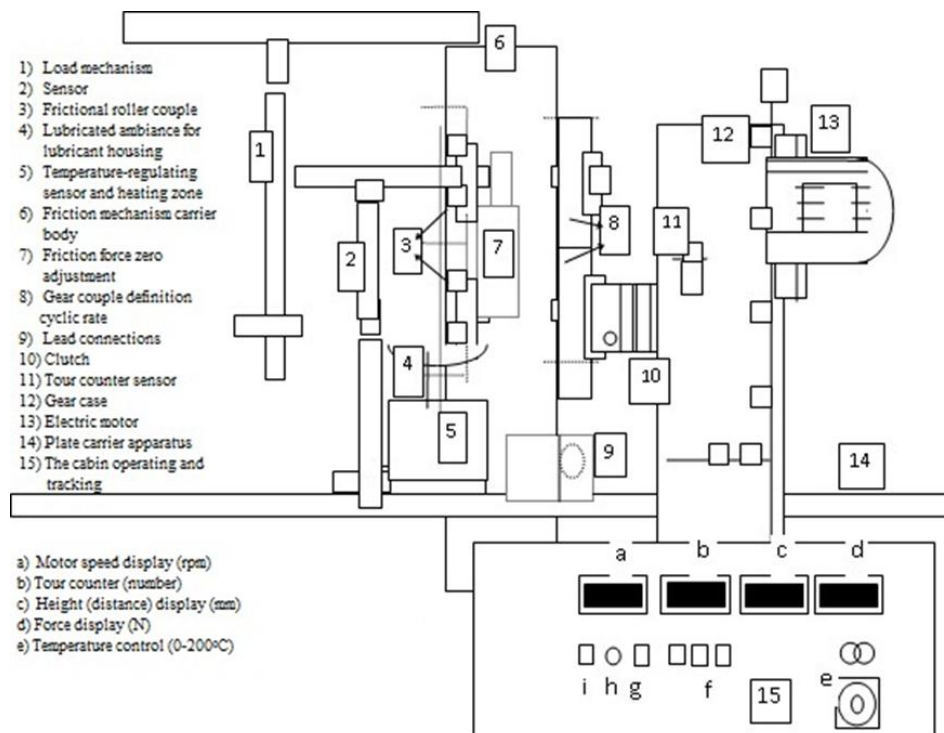 1) Load mechanism
2) Sensor
3) Frictional roller couple
4) Lubricated ambiance for
lubricant housing
5) Temperature-regulating
sensor and heating zone
6) Friction mechanism carrier
body
7) Friction force zero
adjustment
8) Gear couple definition
cyclic rate
9) Lead connections
10) Clutch
11) Tour counter sensor
12) Gear case
13) Electric motor
14) Plate carrier apparatus
15) The cabin operating and
tracking
a) Motor speed display (rpm)
b) Tour counter (number)
c) Height (distance) display (mm)
d) Force display (N)
e) Temperature control (0-200ºC)
6
1
12
13
2
3
7
8
11
4
10
5
9
14
a b c d
i h g f e
15